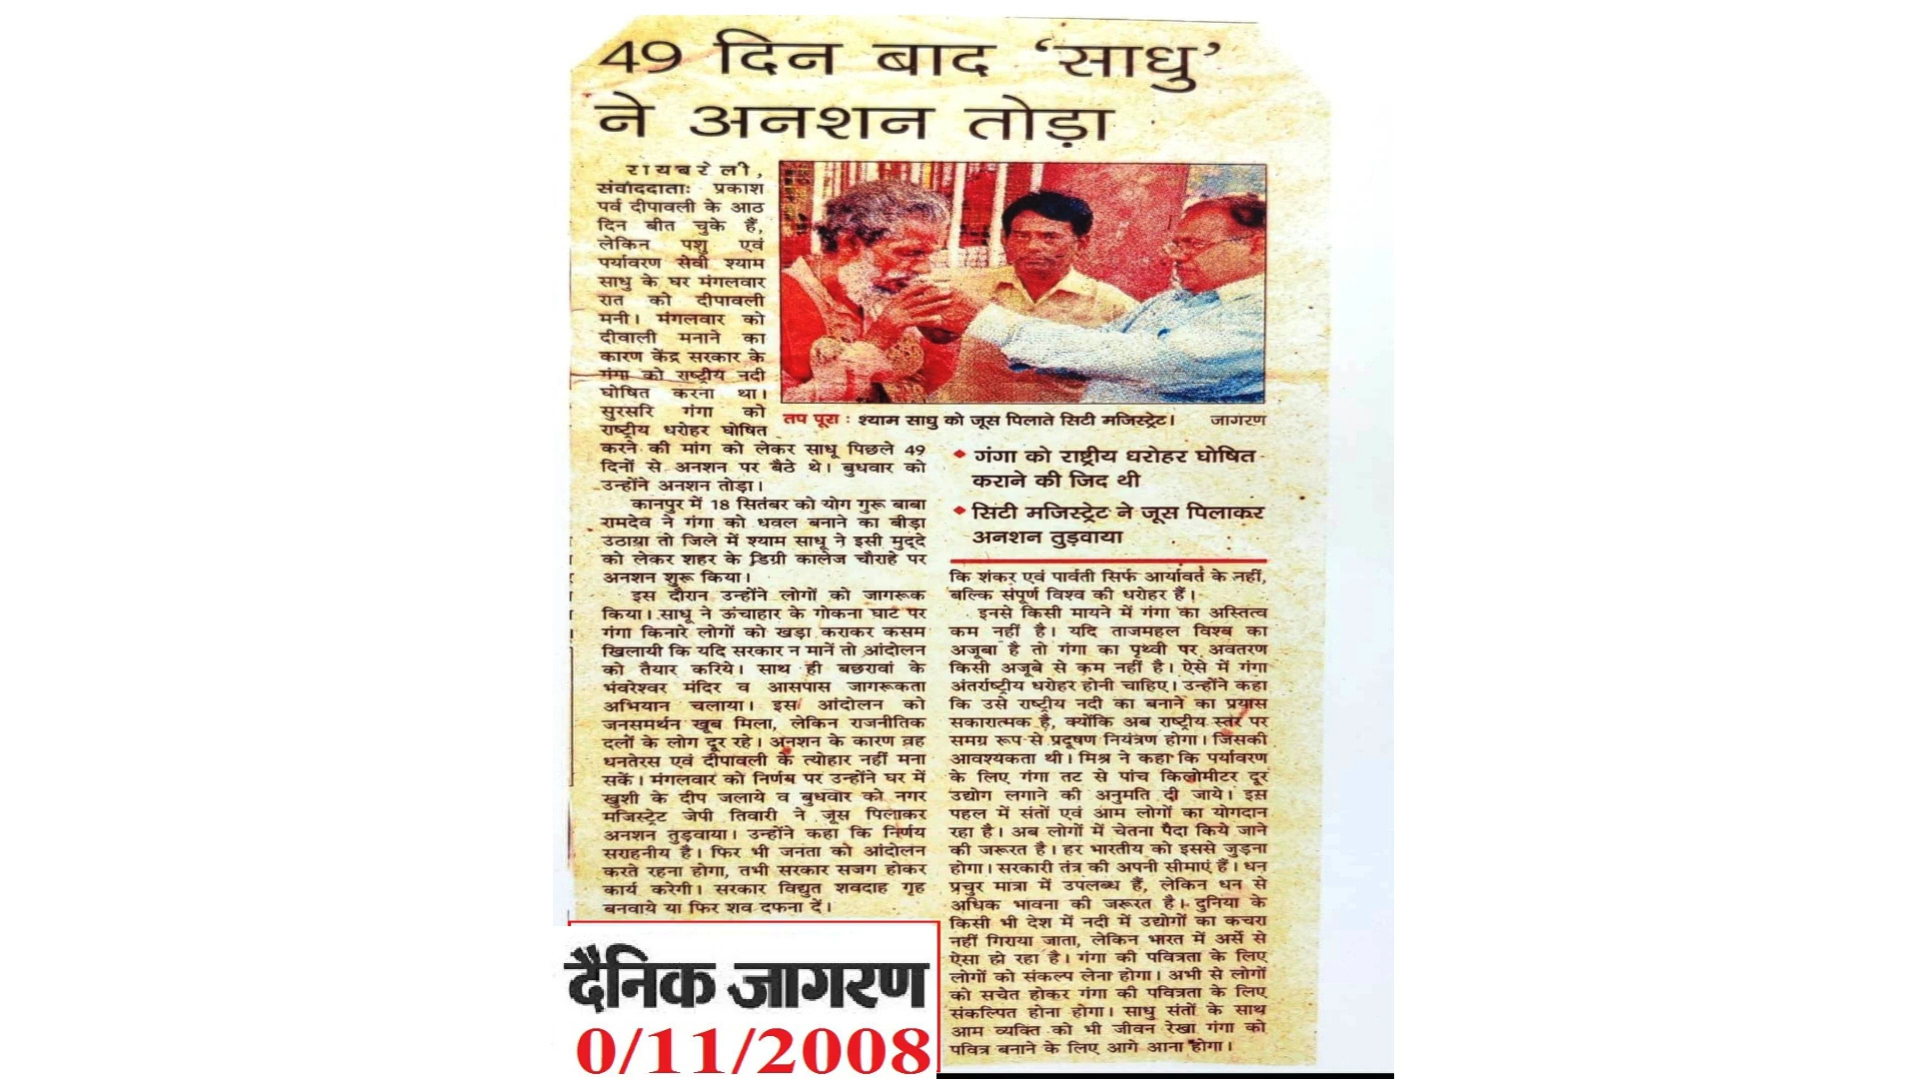 49 दिन बाद ‘साधु’
ने अनशन तोड़ा
रायबरेली,
संवाददाताः प्रकाश
पर्व दीपावली के आठ
दिन बीत चुके हैं,
लेकिन पशु एवं
पर्यावरण सेवी श्याम
साधु के घर मंगलवार
रात को दीपावली
मनी। मंगलवार को
दीवाली मनाने का
कारण केंद्र सरकार के
गंगा को राष्ट्रीय नदी
घोषित करना था।
सुरसरि गंगा को
राष्ट्रीय धरोहर घोषित
करने की मांग को लेकर साधू पिछले 49
दिनों से अनशन पर बैठे थे। बुधवार को
उन्होंने अनशन तोड़ा।
कानपुर में 18 सितंबर को योग गुरू बाबा
रामदेव ने गंगा को धवल बनाने का बीड़ा
उठाया तो जिले में श्याम साधू ने इसी मुद्दे
को लेकर शहर के डिग्री कालेज चौराहे पर
अनशन शुरू किया।
इस दौरान उन्होंने लोगों को जागरूक
किया। साधू ने ऊंचाहार के गोकना घाट पर
गंगा किनारे लोगों को खड़ा कराकर कसम
खिलायी कि यदि सरकार न मानें तो आंदोलन
को तैयार करिये। साथ ही बछरावां के
भंवरेश्वर मंदिर व आसपास जागरूकता
अभियान चलाया। इस आंदोलन को
जनसमर्थन खूब मिला, लेकिन राजनीतिक
दलों के लोग दूर रहे। अनशन के कारण वह
धनतेरस एवं दीपावली के त्योहार नहीं मना
सकें। मंगलवार को निर्णय पर उन्होंने घर में
खुशी के दीप जलाये व बुधवार को नगर
मजिस्ट्रेट जेपी तिवारी ने जूस पिलाकर
अनशन तुड़वाया। उन्होंने कहा कि निर्णय
सराहनीय है। फिर भी जनता को आंदोलन
करते रहना होगा, तभी सरकार सजग होकर
कार्य करेगी। सरकार विद्युत शवदाह गृह
बनवाये या फिर शव दफना दें।
तप पूरा : श्याम साधु को जूस पिलाते सिटी मजिस्ट्रेट। जागरण
◆ गंगा को राष्ट्रीय धरोहर घोषित
कराने की जिद थी
◆ सिटी मजिस्ट्रेट ने जूस पिलाकर
अनशन तुड़वाया
कि शंकर एवं पार्वती सिर्फ आर्यावर्त के नहीं,
बल्कि संपूर्ण विश्व की धरोहर हैं।
इनसे किसी मायने में गंगा का अस्तित्व
कम नहीं है। यदि ताजमहल विश्व का
अजूबा है तो गंगा का पृथ्वी पर अवतरण
किसी अजूबे से कम नहीं है। ऐसे में गंगा
अंतर्राष्ट्रीय धरोहर होनी चाहिए। उन्होंने कहा
कि उसे राष्ट्रीय नदी का बनाने का प्रयास
सकारात्मक है, क्योंकि अब राष्ट्रीय स्तर पर
समग्र रूप से प्रदूषण नियंत्रण होगा। जिसकी
आवश्यकता थी। मिश्र ने कहा कि पर्यावरण
के लिए गंगा तट से पांच किलोमीटर दूर
उद्योग लगाने की अनुमति दी जाये। इस
पहल में संतों एवं आम लोगों का योगदान
रहा है। अब लोगों में चेतना पैदा किये जाने
की जरूरत है। हर भारतीय को इससे जुड़ना
होगा। सरकारी तंत्र की अपनी सीमाएं हैं। धन
प्रचुर मात्रा में उपलब्ध हैं, लेकिन धन से
अधिक भावना की जरूरत है। दुनिया के
किसी भी देश में नदी में उद्योगों का कचरा
नहीं गिराया जाता, लेकिन भारत में अर्से से
ऐसा हो रहा है। गंगा की पवित्रता के लिए
लोगों को संकल्प लेना होगा। अभी से लोगों
को सचेत होकर गंगा की पवित्रता के लिए
संकल्पित होना होगा। साधु संतों के साथ
आम व्यक्ति को भी जीवन रेखा गंगा को
पवित्र बनाने के लिए आगे आना होगा।
दैनिक जागरण
0/11/2008